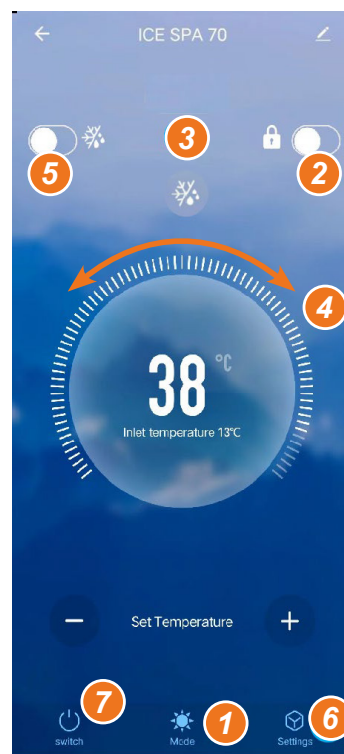 ICE SPA 70
3
5
2
4
38 °C
Inlet temperature 13℃
− Set Temperature +
7
1
6
switch Mode Settings